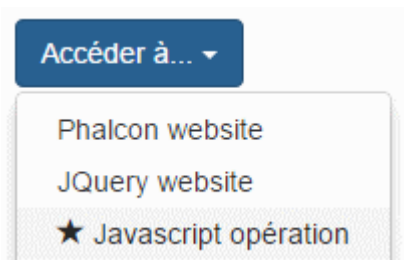 Accéder à...
Phalcon website
JQuery website
★ Javascript opération